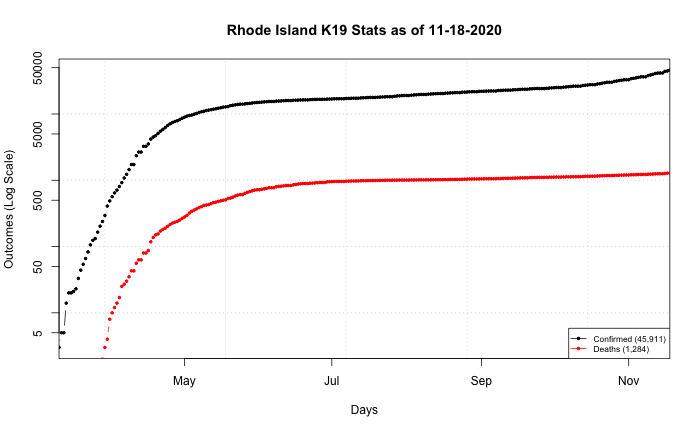 Rhode Island K19 Stats as of 11-18-2020
Outcomes (Log Scale)
50000
5000
500
50
5
May
Jul
Sep
Nov
Days
Confirmed (45,911)
Deaths (1,284)